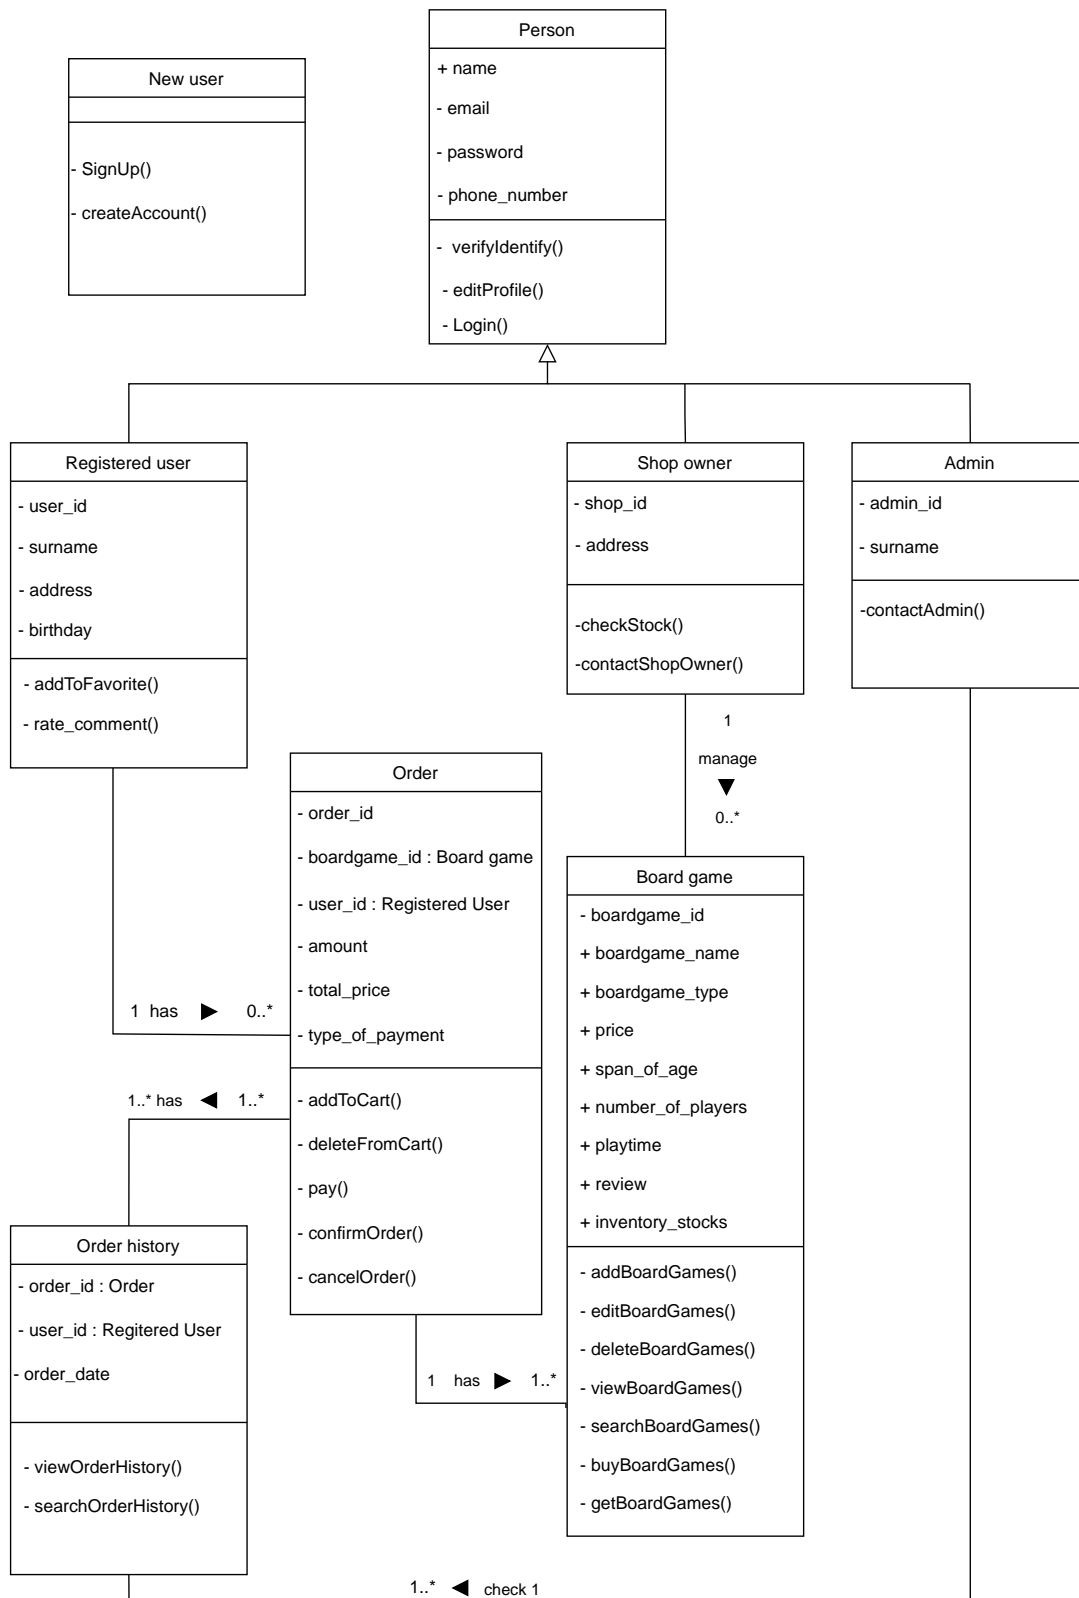 Person
+ name
- email
- password
- phone_number
-  verifyIdentify()
- editProfile()
- Login()
New user
- SignUp()
- createAccount()
Registered user
- user_id
- surname
- address
- birthday
- addToFavorite()
- rate_comment()
Shop owner
- shop_id
- address
-checkStock()
-contactShopOwner()
Admin
- admin_id
- surname
-contactAdmin()
1
manage
0..*
Order
- order_id
- boardgame_id : Board game
- user_id : Registered User
- amount
- total_price
- type_of_payment
- addToCart()
- deleteFromCart()
- pay()
- confirmOrder()
- cancelOrder()
1 has 0..*
1..* has 1..*
Board game
- boardgame_id
+ boardgame_name
+ boardgame_type
+ price
+ span_of_age
+ number_of_players
+ playtime
+ review
+ inventory_stocks
- addBoardGames()
- editBoardGames()
- deleteBoardGames()
- viewBoardGames()
- searchBoardGames()
- buyBoardGames()
- getBoardGames()
Order history
- order_id : Order
- user_id : Regitered User
- order_date
- viewOrderHistory()
- searchOrderHistory()
1 has 1..*
1..* check 1